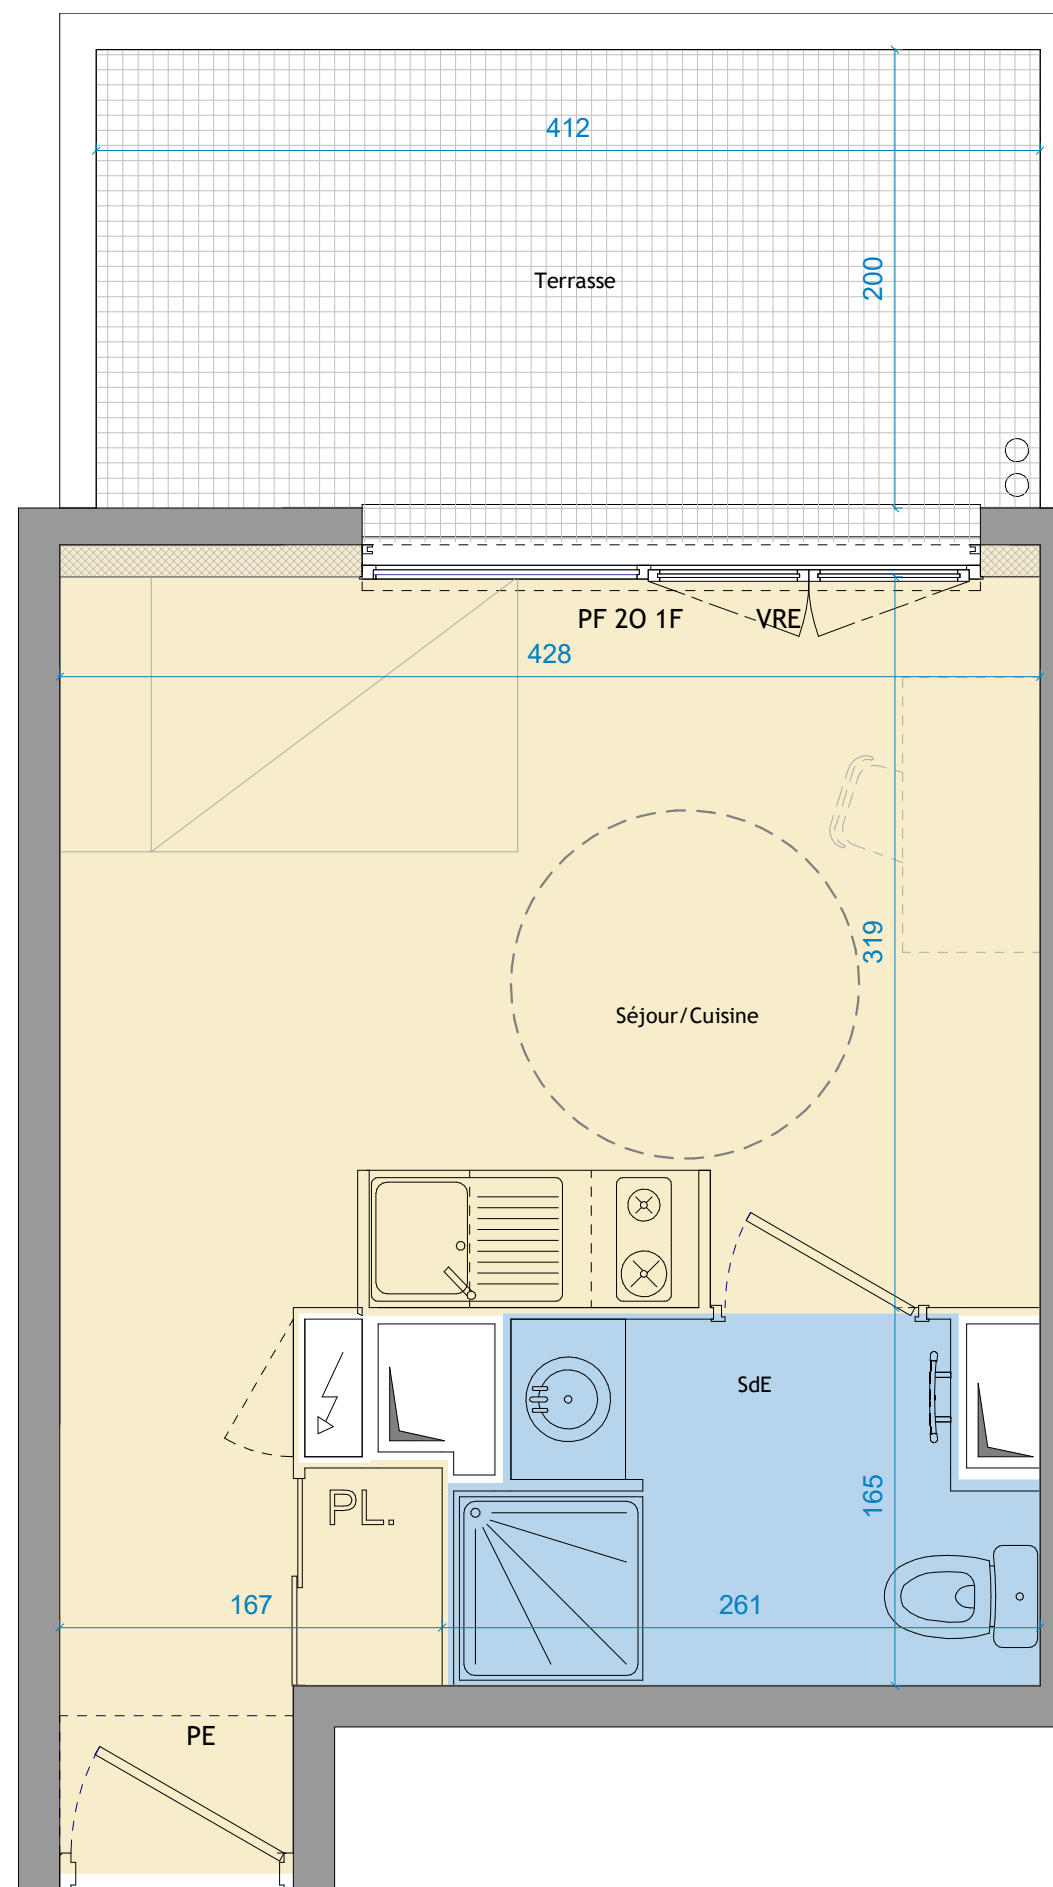 412
200
Terrasse
PF 2O 1F
VRE
428
319
Séjour/Cuisine
SdE
165
PL.
167
261
PE